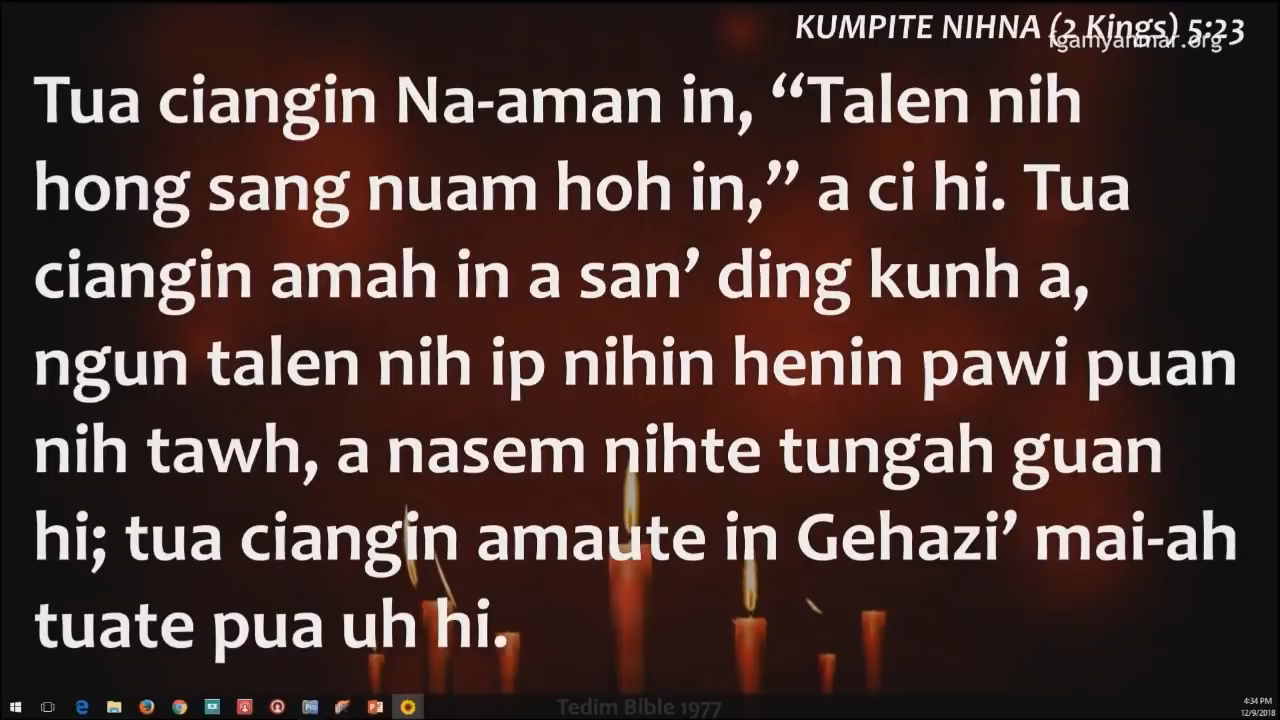 KUMPITE NIHNA (2 Kings) 5:23
fgamyanmar.org
Tua ciangin Na-aman in, “Talen nih
hong sang nuam hoh in,” a ci hi. Tua
ciangin amah in a san’ ding kunh a,
ngun talen nih ip nihin henin pawi puan
nih tawh, a nasem nihte tungah guan
hi; tua ciangin amaute in Gehazi’ mai-ah
tuate pua uh hi.
Tedim Bible 1977
4:34 PM
12/9/2018